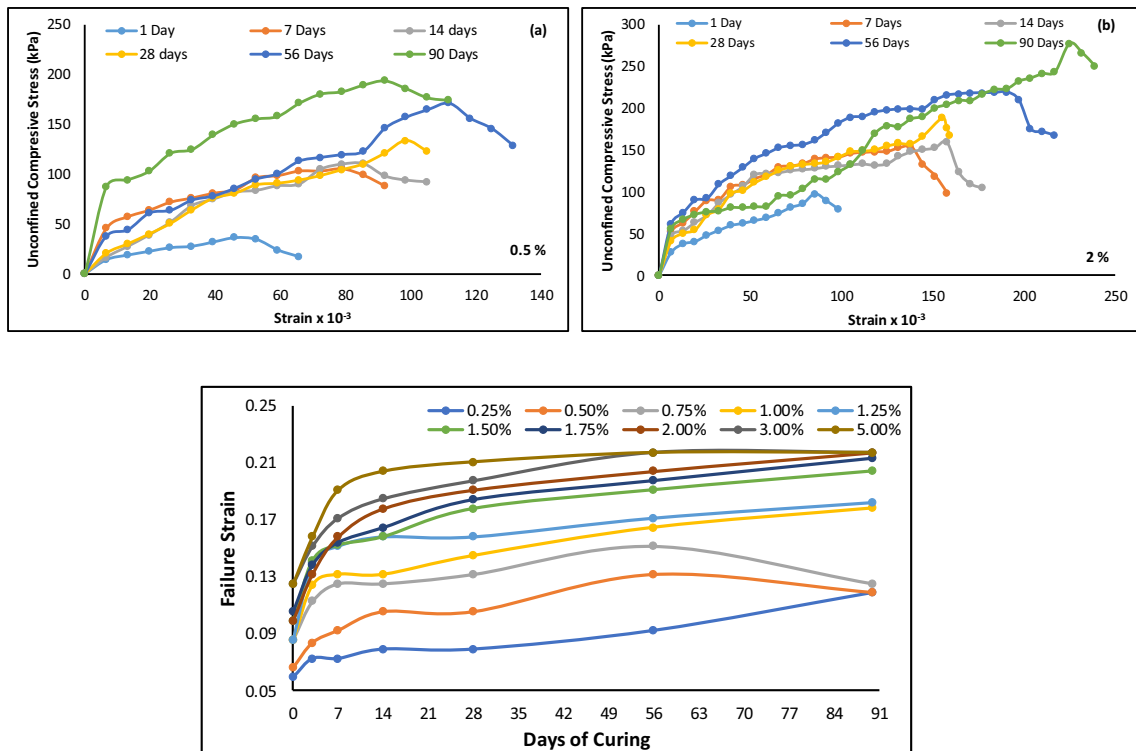 250
200
150
100
50
0
Unconfined Compresive Stress (kPa)
1 Day 7 Days 14 days (a)
28 days 56 Days 90 Days
0.5 %
0 20 40 60 80 100 120 140
Strain x 10-3
300
250
200
150
100
50
0
Unconfined Compresive Stress (kPa)
1 Day 7 Days 14 Days (b)
28 Days 56 Days 90 Days
2 %
0 50 100 150 200 250
Strain x 10-3
0.25
0.21
0.17
0.13
0.09
0.05
Failure Strain
0.25% 0.50% 0.75% 1.00% 1.25%
1.50% 1.75% 2.00% 3.00% 5.00%
0 7 14 21 28 35 42 49 56 63 70 77 84 91
Days of Curing